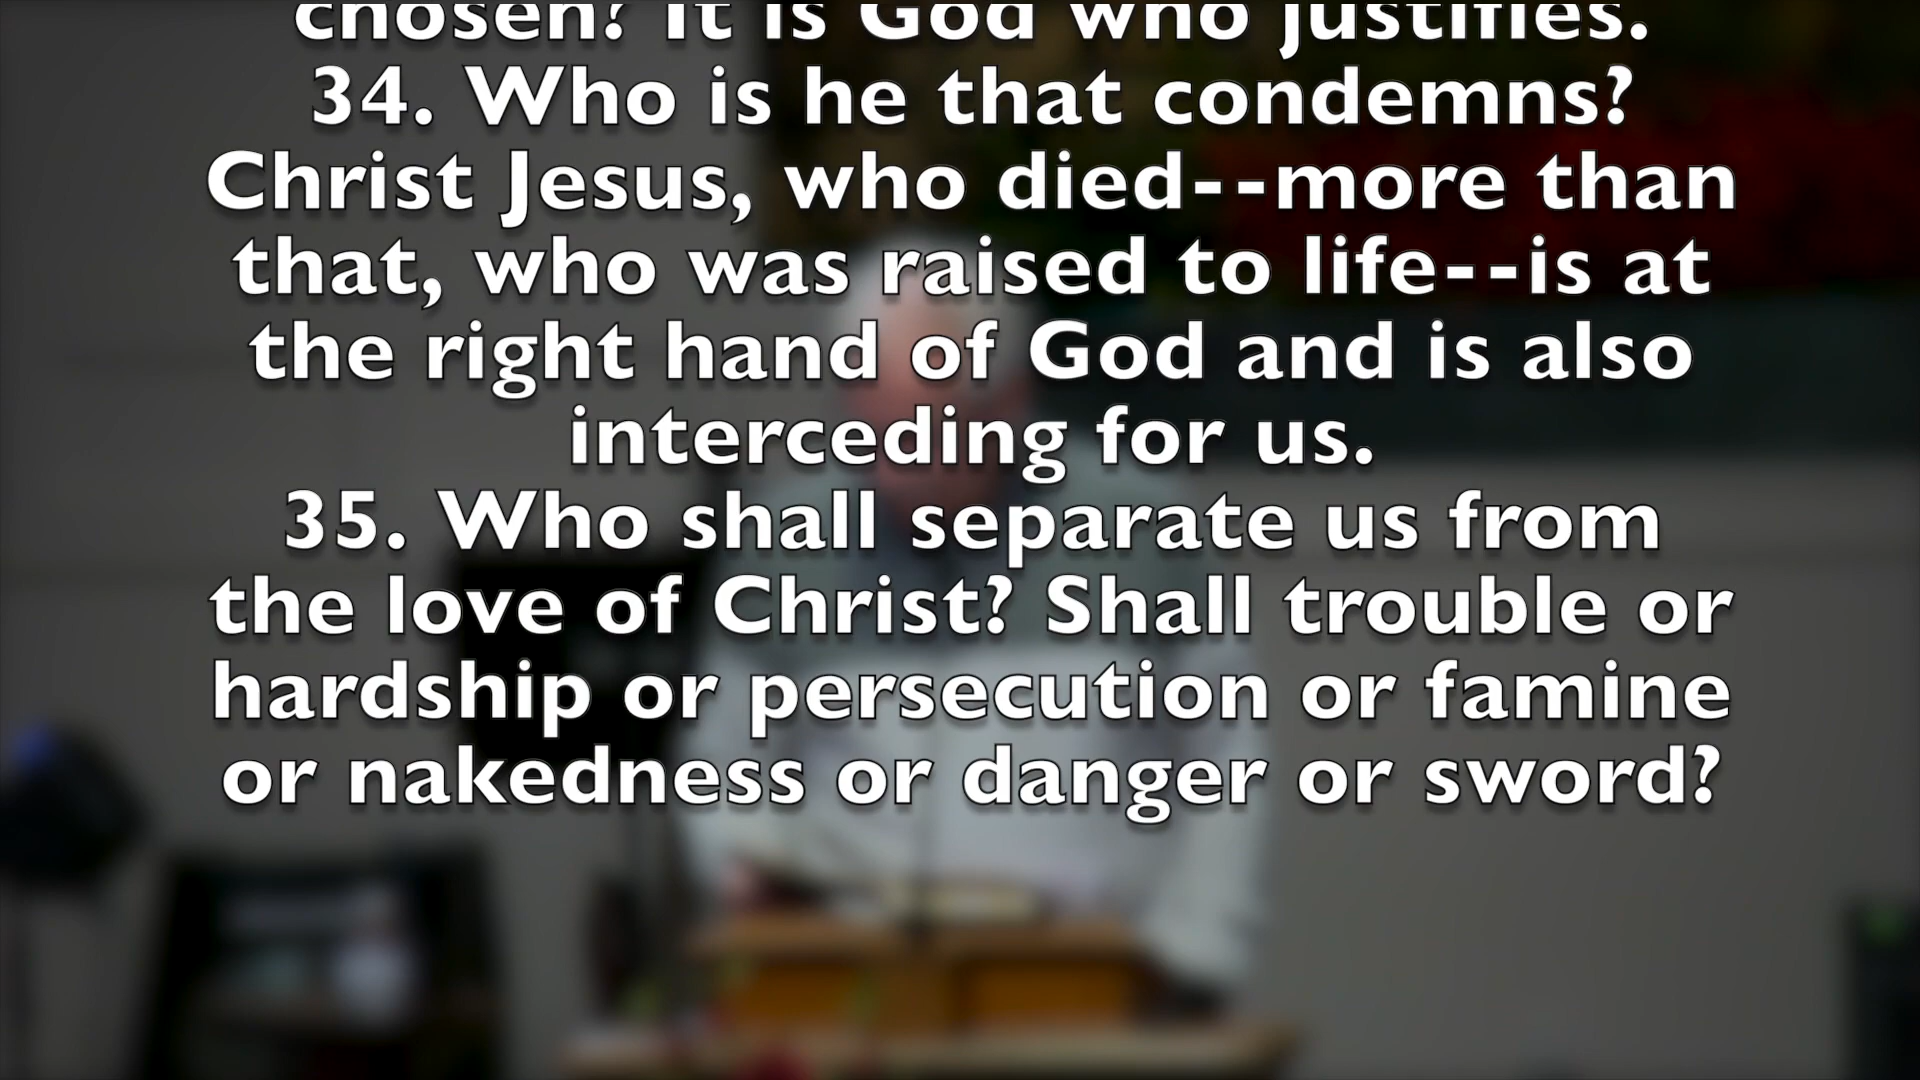 chosen? It is God who justifies.
34. Who is he that condemns?
Christ Jesus, who died--more than
that, who was raised to life--is at
the right hand of God and is also
interceding for us.
35. Who shall separate us from
the love of Christ? Shall trouble or
hardship or persecution or famine
or nakedness or danger or sword?